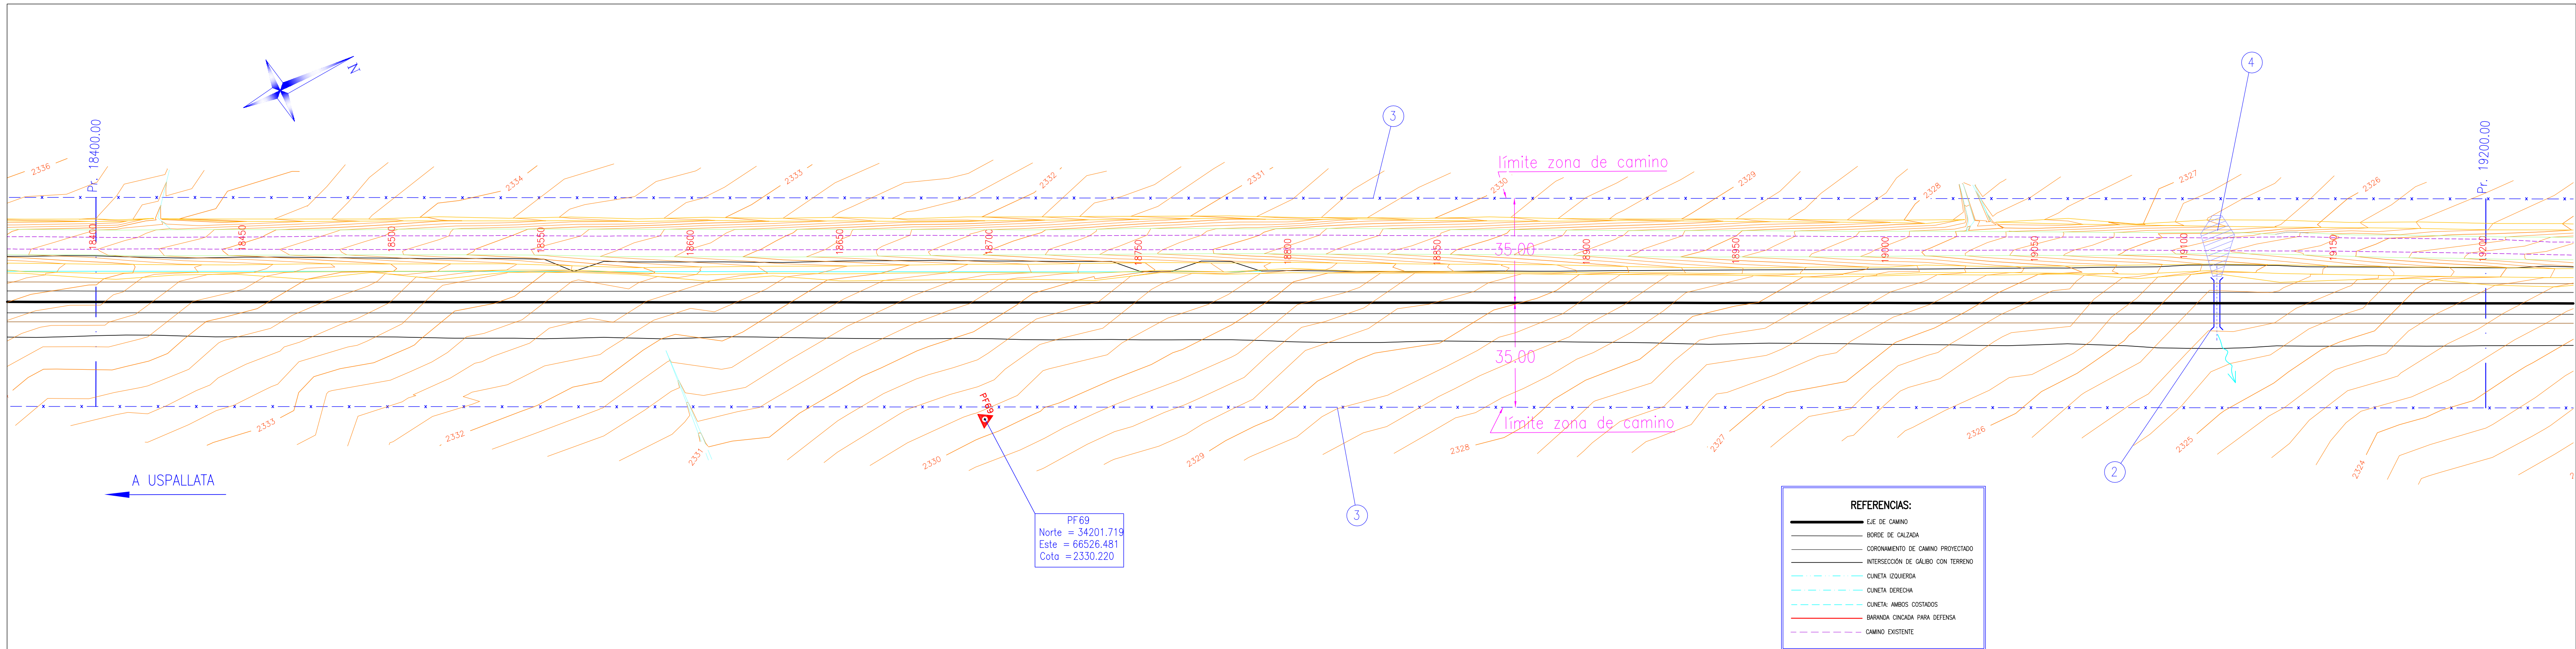 N
4
3
Pr. 18400.00
Pr. 19200.00
límite zona de camino
2336
2334
2333
2332
2331
2330
2329
2328
2327
2326
18400
18450
18500
18550
18600
18650
18700
18750
18800
18850
18900
18950
19000
19050
19100
19150
19200
35.00
35.00
PF69
límite zona de camino
2333
2332
2331
2330
2329
2328
2327
2326
2325
2324
2
3
A USPALLATA
PF69
Norte = 34201.719
Este = 66526.481
Cota =2330.220
REFERENCIAS:
EJE DE CAMINO
BORDE DE CALZADA
CORONAMIENTO DE CAMINO PROYECTADO
INTERSECCIÓN DE GÁLIBO CON TERRENO
CUNETA IZQUIERDA
CUNETA DERECHA
CUNETA: AMBOS COSTADOS
BARANDA CINCADA PARA DEFENSA
CAMINO EXISTENTE